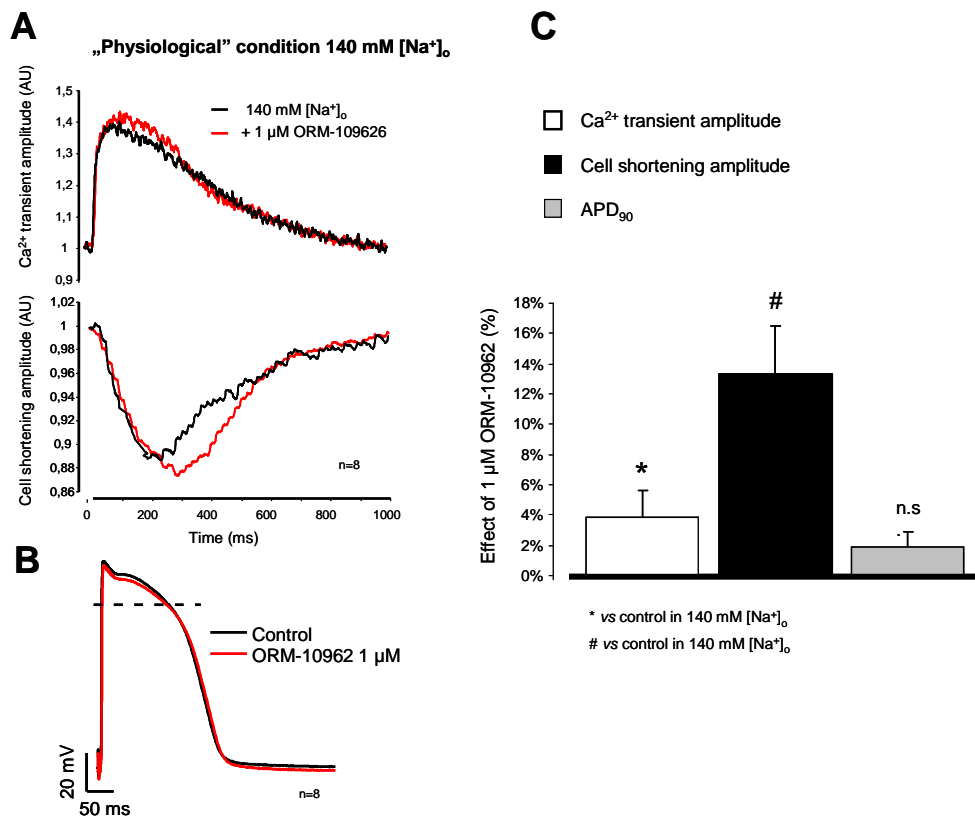 A
„Physiological” condition 140 mM [Na⁺]ₒ
Ca²⁺ transient amplitude (AU)
1,5
1,4
1,3
1,2
1,1
1
0,9
140 mM [Na⁺]ₒ
+ 1 µM ORM-109626
Cell shortening amplitude (AU)
1,02
1
0,98
0,96
0,94
0,92
0,9
0,88
0,86
n=8
0 200 400 600 800 1000
Time (ms)
B
Control
ORM-10962 1 µM
20 mV
50 ms
n=8
C
Ca²⁺ transient amplitude
Cell shortening amplitude
APD₉₀
Effect of 1 µM ORM-10962 (%)
18%
16%
14%
12%
10%
8%
6%
4%
2%
0%
*
#
n.s
* vs control in 140 mM [Na⁺]ₒ
# vs control in 140 mM [Na⁺]ₒ